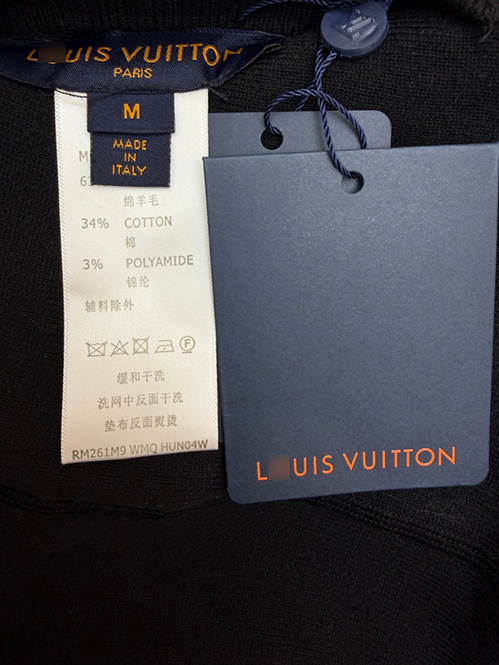 L UIS VUITTON
PARIS
M
MADE
IN
ITALY
M
6
绵羊毛
34% COTTON
棉
3% POLYAMIDE
锦纶
辅料除外
F
缓和干洗
洗网中反面干洗
垫布反面熨烫
RM261M9 WMQ HUN04W
L UIS VUITTON